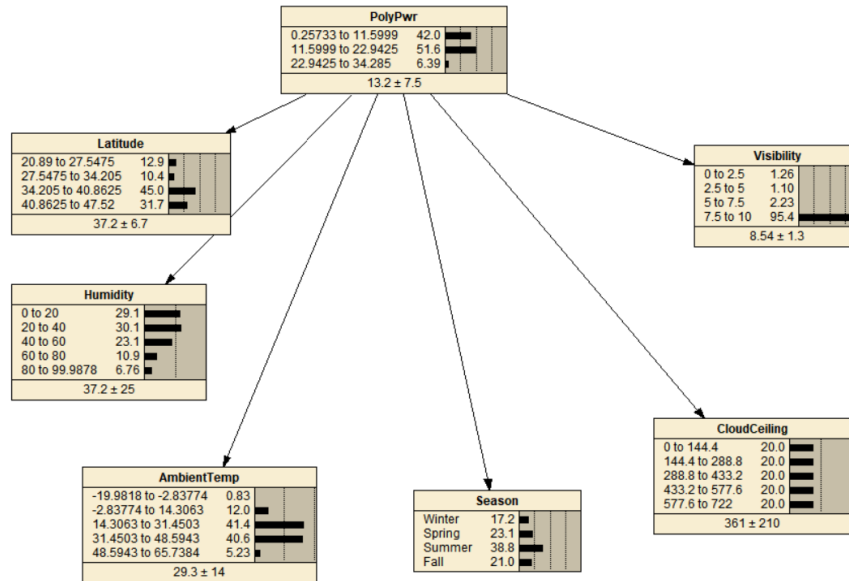 PolyPwr
0.25733 to 11.5999 42.0
11.5999 to 22.9425 51.6
22.9425 to 34.285 6.39
13.2 ± 7.5
Latitude
20.89 to 27.5475 12.9
27.5475 to 34.205 10.4
34.205 to 40.8625 45.0
40.8625 to 47.52 31.7
37.2 ± 6.7
Visibility
0 to 2.5 1.26
2.5 to 5 1.10
5 to 7.5 2.23
7.5 to 10 95.4
8.54 ± 1.3
Humidity
0 to 20 29.1
20 to 40 30.1
40 to 60 23.1
60 to 80 10.9
80 to 99.9878 6.76
37.2 ± 25
CloudCeiling
0 to 144.4 20.0
144.4 to 288.8 20.0
288.8 to 433.2 20.0
433.2 to 577.6 20.0
577.6 to 722 20.0
361 ± 210
AmbientTemp
-19.9818 to -2.83774 0.83
-2.83774 to 14.3063 12.0
14.3063 to 31.4503 41.4
31.4503 to 48.5943 40.6
48.5943 to 65.7384 5.23
29.3 ± 14
Season
Winter 17.2
Spring 23.1
Summer 38.8
Fall 21.0